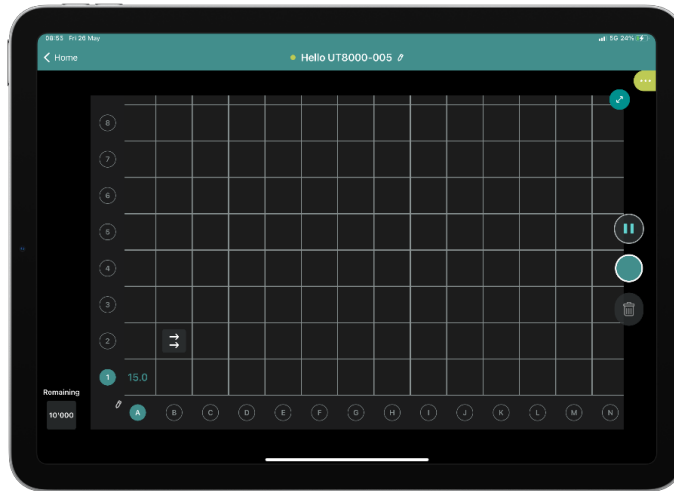 08:53 Fri 26 May
5G 24%
Home
Hello UT8000-005
8
7
6
5
4
3
2
1 15.0
Remaining
10'000
A B C D E F G H I J K L M N